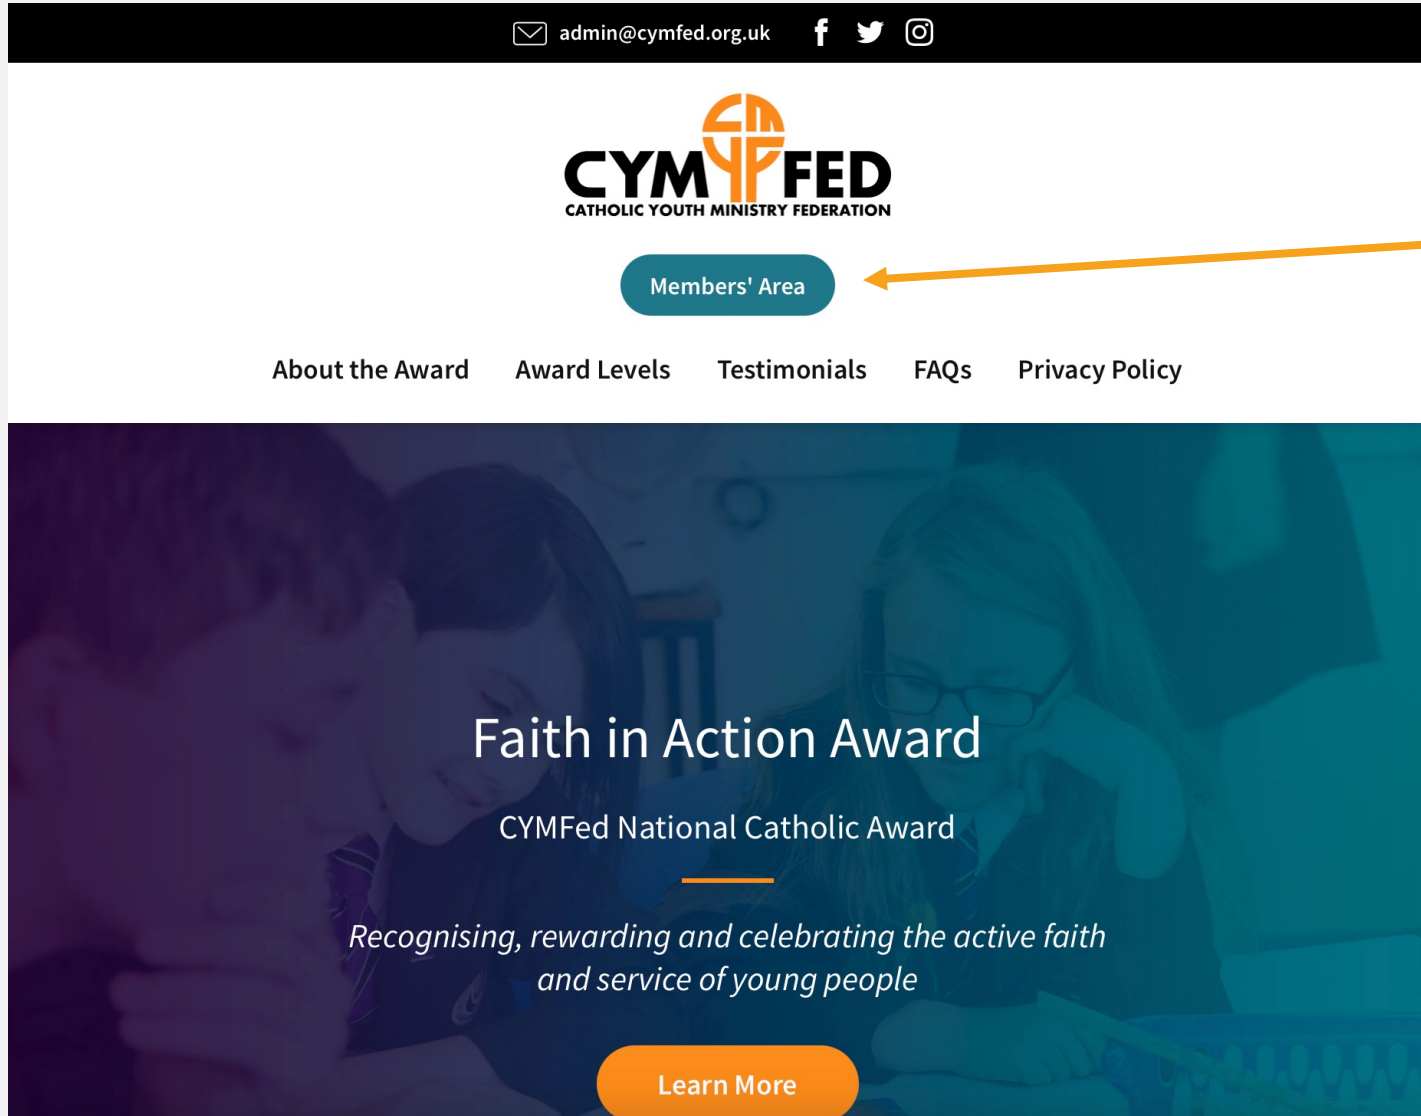 admin@cymfed.org.uk
CYMFED
CATHOLIC YOUTH MINISTRY FEDERATION
Members' Area
About the Award Award Levels Testimonials FAQs Privacy Policy
Faith in Action Award
CYMFed National Catholic Award
Recognising, rewarding and celebrating the active faith
and service of young people
Learn More